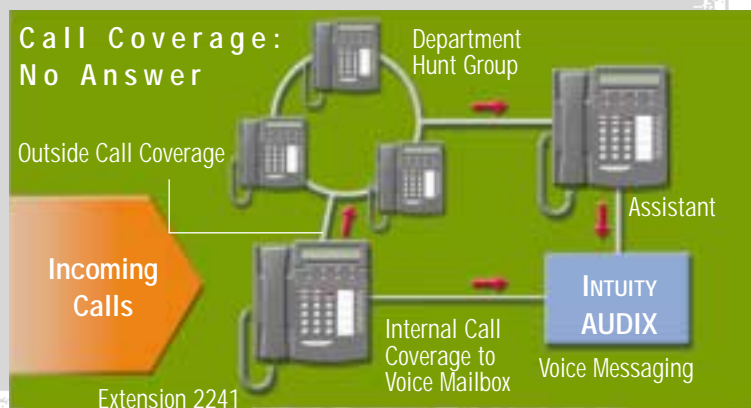 Call Coverage:
No Answer
Department
Hunt Group
Outside Call Coverage
Assistant
Incoming
Calls
INTUITY
AUDIX
Internal Call
Coverage to
Voice Mailbox
Voice Messaging
Extension 2241